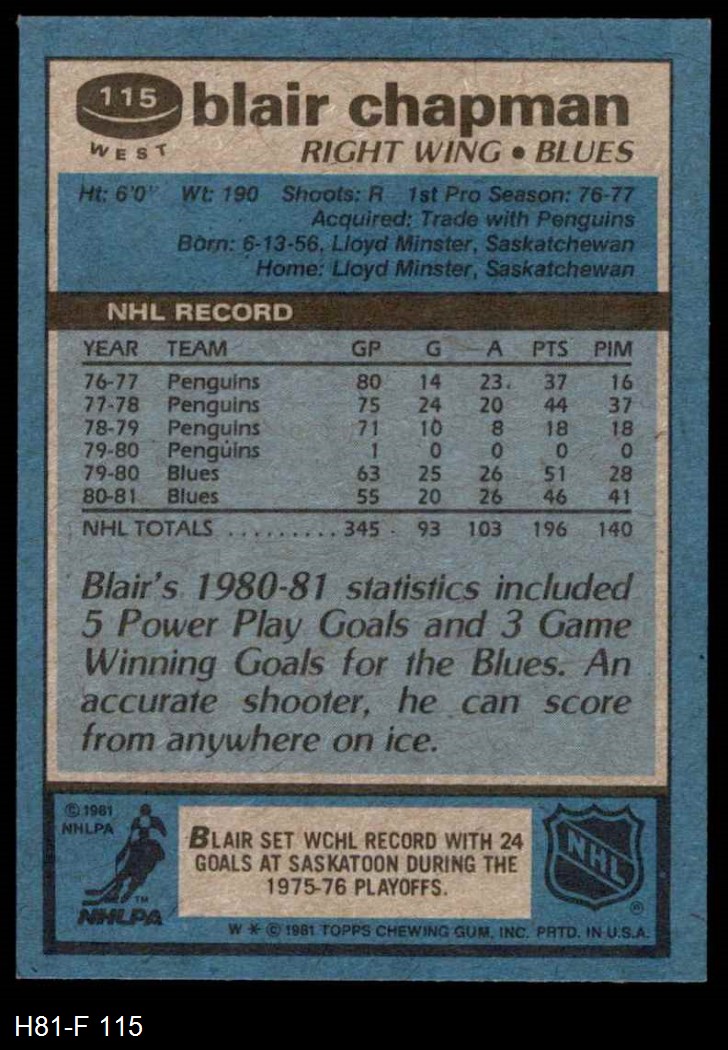 115
WEST
blair chapman
RIGHT WING • BLUES
Ht: 6'0" Wt: 190 Shoots: R 1st Pro Season: 76-77
Acquired: Trade with Penguins
Born: 6-13-56, Lloyd Minster, Saskatchewan
Home: Lloyd Minster, Saskatchewan
NHL RECORD
YEAR TEAM GP G A PTS PIM
76-77 Penguins 80 14 23 37 16
77-78 Penguins 75 24 20 44 37
78-79 Penguins 71 10 8 18 18
79-80 Penguins 1 0 0 0 0
79-80 Blues 63 25 26 51 28
80-81 Blues 55 20 26 46 41
NHL TOTALS .......... 345 93 103 196 140
Blair's 1980-81 statistics included
5 Power Play Goals and 3 Game
Winning Goals for the Blues. An
accurate shooter, he can score
from anywhere on ice.
© 1981
NHLPA
TM
NHLPA
BLAIR SET WCHL RECORD WITH 24
GOALS AT SASKATOON DURING THE
1975-76 PLAYOFFS.
NHL
®
W * © 1981 TOPPS CHEWING GUM, INC. PRTD. IN U.S.A.
H81-F 115